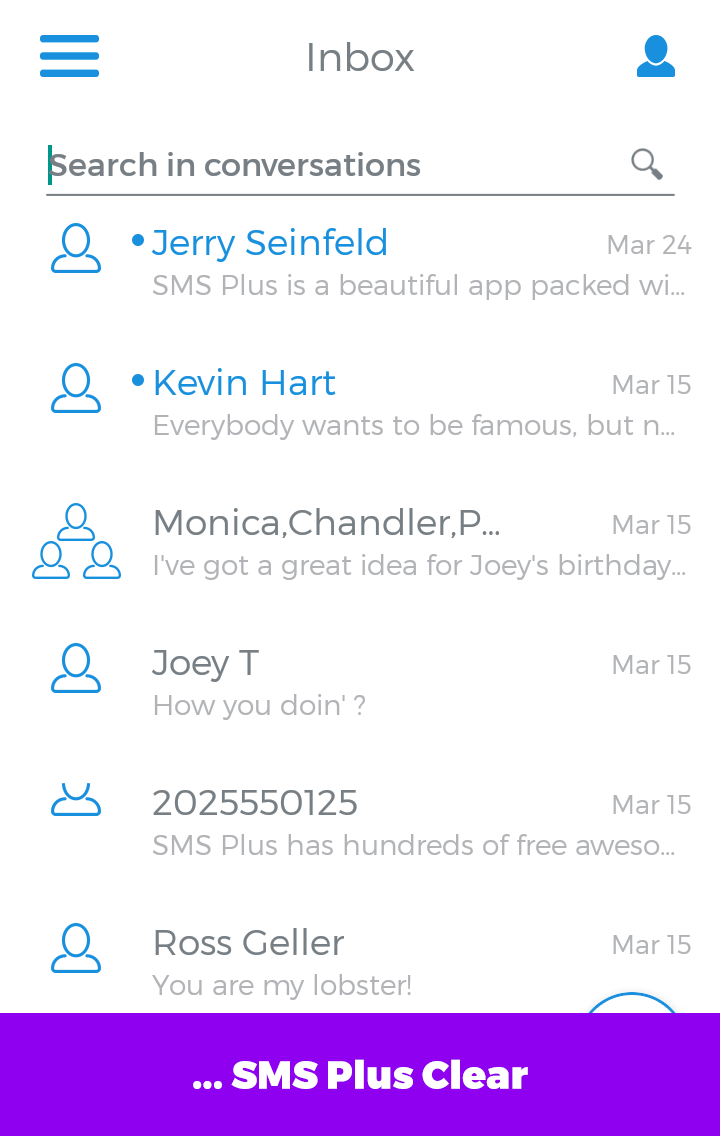 Inbox
Search in conversations
Jerry Seinfeld Mar 24
SMS Plus is a beautiful app packed wi...
Kevin Hart Mar 15
Everybody wants to be famous, but n...
Monica,Chandler,P... Mar 15
I've got a great idea for Joey's birthday...
Joey T Mar 15
How you doin' ?
2025550125 Mar 15
SMS Plus has hundreds of free aweso...
Ross Geller Mar 15
You are my lobster!
... SMS Plus Clear